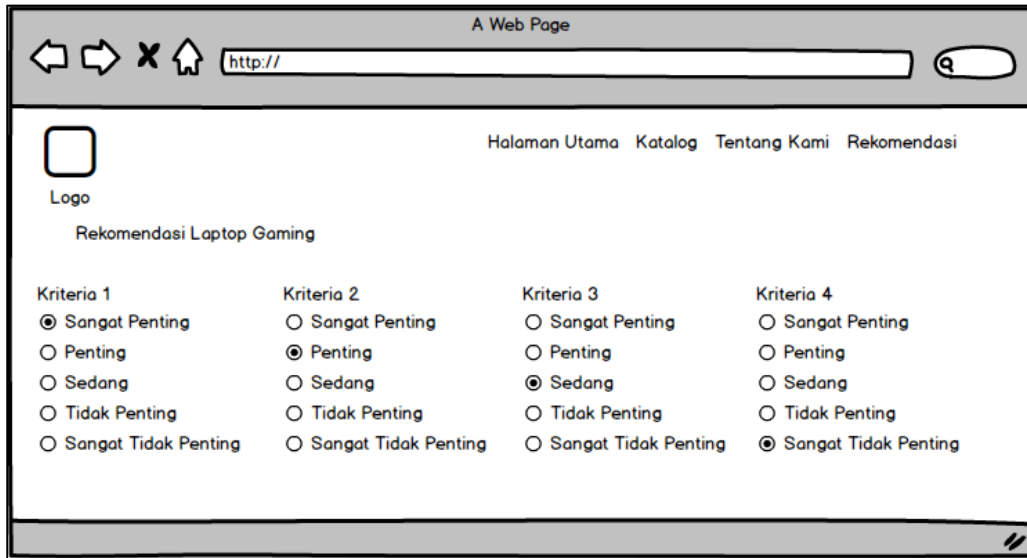 A Web Page
http://
Halaman Utama Katalog Tentang Kami Rekomendasi
Logo
Rekomendasi Laptop Gaming
Kriteria 1 Kriteria 2 Kriteria 3 Kriteria 4
Sangat Penting Sangat Penting Sangat Penting Sangat Penting
Penting Penting Penting Penting
Sedang Sedang Sedang Sedang
Tidak Penting Tidak Penting Tidak Penting Tidak Penting
Sangat Tidak Penting Sangat Tidak Penting Sangat Tidak Penting Sangat Tidak Penting